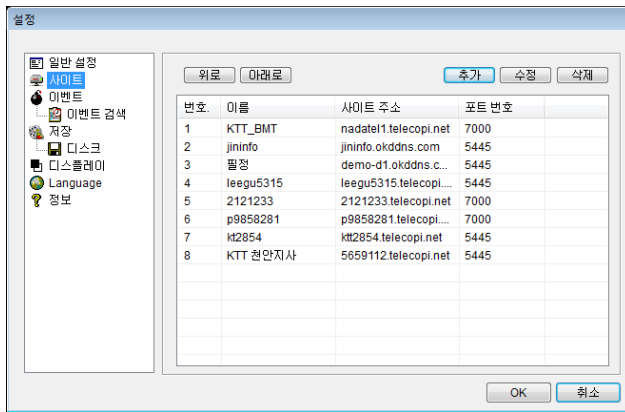 설정
일반 설정
사이트
이벤트
이벤트 검색
저장
디스크
디스플레이
Language
정보
위로 아래로 추가 수정 삭제
번호. 이름 사이트 주소 포트 번호
1 KTT_BMT nadatel1.telecopi.net 7000
2 jininfo jininfo.okddns.com 5445
3 필정 demo-d1.okddns.c... 5445
4 leegu5315 leegu5315.telecopi.... 5445
5 2121233 2121233.telecopi.net 7000
6 p9858281 p9858281.telecopi.... 7000
7 kt2854 ktt2854.telecopi.net 5445
8 KTT 천안지사 5659112.telecopi.net 5445
OK 취소